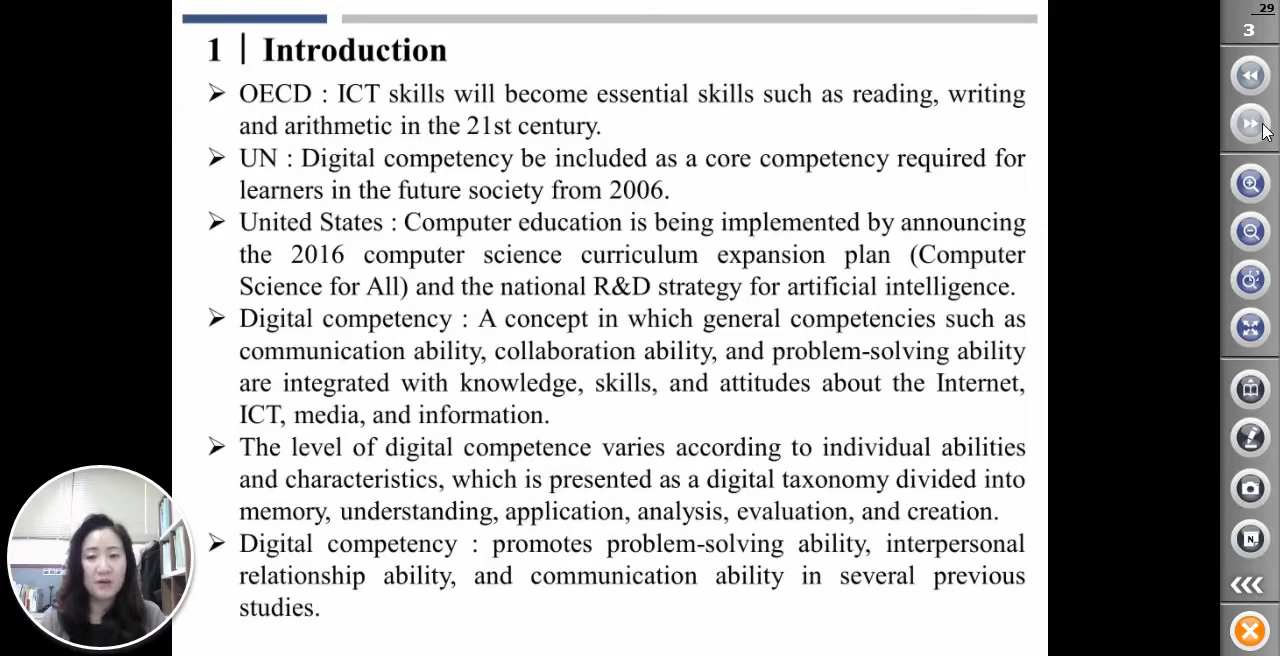 1 | Introduction
➢ OECD : ICT skills will become essential skills such as reading, writing
and arithmetic in the 21st century.
➢ UN : Digital competency be included as a core competency required for
learners in the future society from 2006.
➢ United States : Computer education is being implemented by announcing
the 2016 computer science curriculum expansion plan (Computer
Science for All) and the national R&D strategy for artificial intelligence.
➢ Digital competency : A concept in which general competencies such as
communication ability, collaboration ability, and problem-solving ability
are integrated with knowledge, skills, and attitudes about the Internet,
ICT, media, and information.
➢ The level of digital competence varies according to individual abilities
and characteristics, which is presented as a digital taxonomy divided into
memory, understanding, application, analysis, evaluation, and creation.
➢ Digital competency : promotes problem-solving ability, interpersonal
relationship ability, and communication ability in several previous
studies.
29
3
N